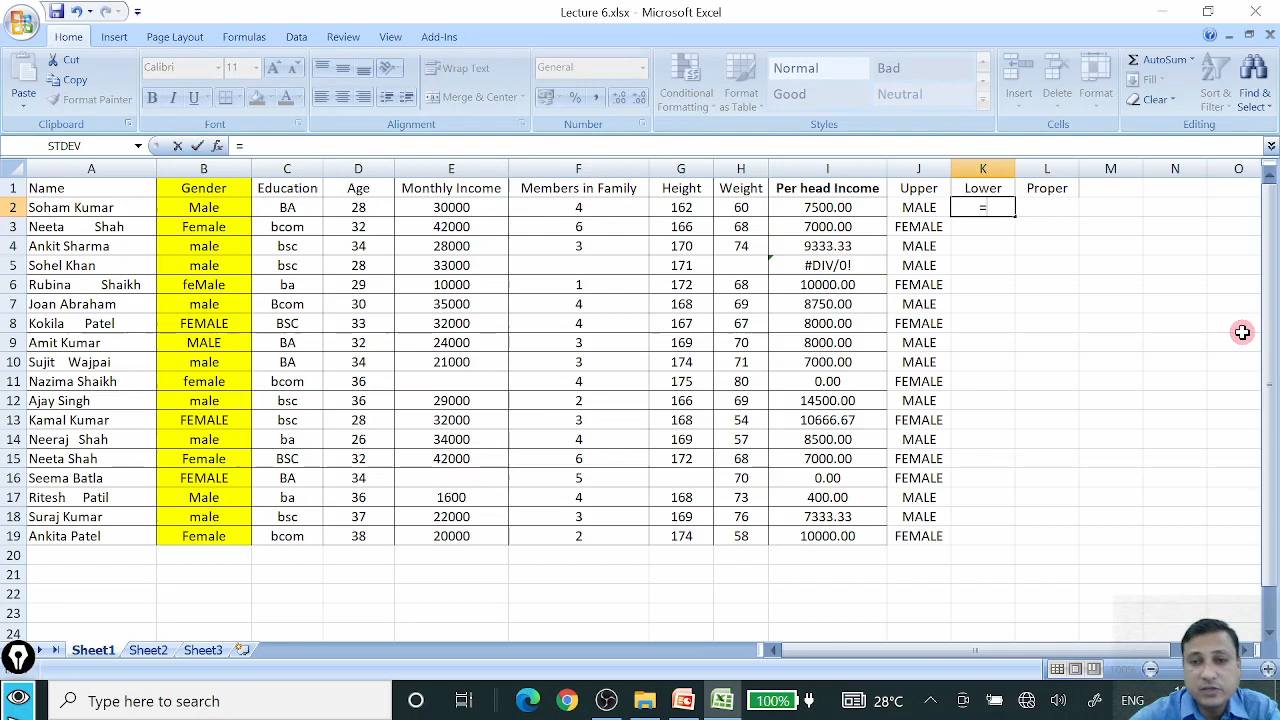 Lecture 6.xlsx - Microsoft Excel
Home Insert Page Layout Formulas Data Review View Add-Ins
Paste Cut Copy Format Painter Clipboard
Calibri 11 B I U Font
Wrap Text Merge & Center Alignment
General % , Number
Conditional Formatting Format as Table Normal Bad Good Neutral Styles
Insert Delete Format Cells
Σ AutoSum Fill Clear Sort & Filter Find & Select Editing
STDEV =
A B C D E F G H I J K L M N O
1 Name Gender Education Age Monthly Income Members in Family Height Weight Per head Income Upper Lower Proper
2 Soham Kumar Male BA 28 30000 4 162 60 7500.00 MALE =
3 Neeta Shah Female bcom 32 42000 6 166 68 7000.00 FEMALE
4 Ankit Sharma male bsc 34 28000 3 170 74 9333.33 MALE
5 Sohel Khan male bsc 28 33000 171 #DIV/0! MALE
6 Rubina Shaikh feMale ba 29 10000 1 172 68 10000.00 FEMALE
7 Joan Abraham male Bcom 30 35000 4 168 69 8750.00 MALE
8 Kokila Patel FEMALE BSC 33 32000 4 167 67 8000.00 FEMALE
9 Amit Kumar MALE BA 32 24000 3 169 70 8000.00 MALE
10 Sujit Wajpai male BA 34 21000 3 174 71 7000.00 MALE
11 Nazima Shaikh female bcom 36 4 175 80 0.00 FEMALE
12 Ajay Singh male bsc 36 29000 2 166 69 14500.00 MALE
13 Kamal Kumar FEMALE bsc 28 32000 3 168 54 10666.67 FEMALE
14 Neeraj Shah male ba 26 34000 4 169 57 8500.00 MALE
15 Neeta Shah Female BSC 32 42000 6 172 68 7000.00 FEMALE
16 Seema Batla FEMALE BA 34 5 70 0.00 FEMALE
17 Ritesh Patil Male ba 36 1600 4 168 73 400.00 MALE
18 Suraj Kumar male bsc 37 22000 3 169 76 7333.33 MALE
19 Ankita Patel Female bcom 38 20000 2 174 58 10000.00 FEMALE
20
21
22
23
24
Sheet1 Sheet2 Sheet3
100%
Type here to search 100% 28°C ENG